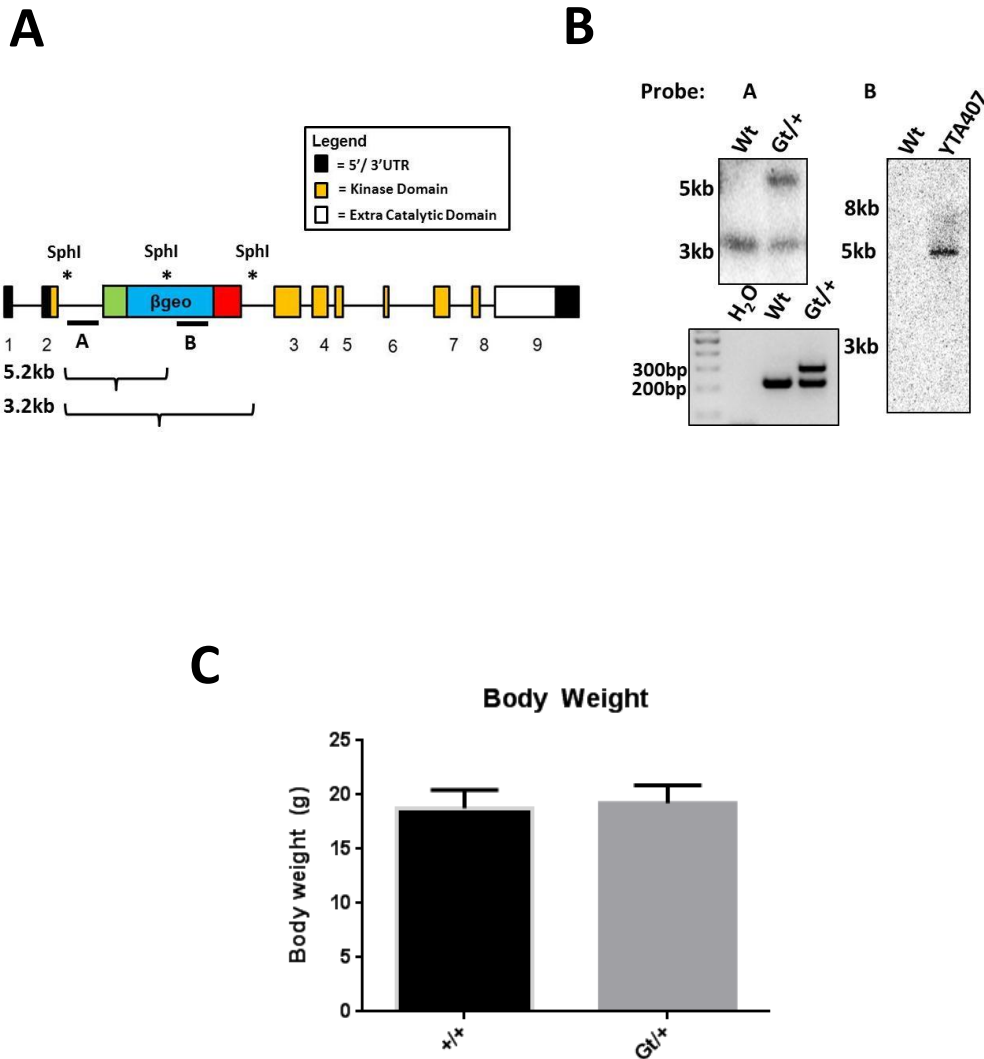 A
B
Legend
= 5'/ 3'UTR
= Kinase Domain
= Extra Catalytic Domain
SphI SphI SphI
* * *
βgeo
A B
1 2 3 4 5 6 7 8 9
5.2kb
3.2kb
Probe: A B
Wt Gt/+
5kb
3kb
H2O Wt Gt/+
300bp
200bp
Wt YTA407
8kb
5kb
3kb
C
Body Weight
Body weight (g)
25
20
15
10
5
0
+/+ Gt/+